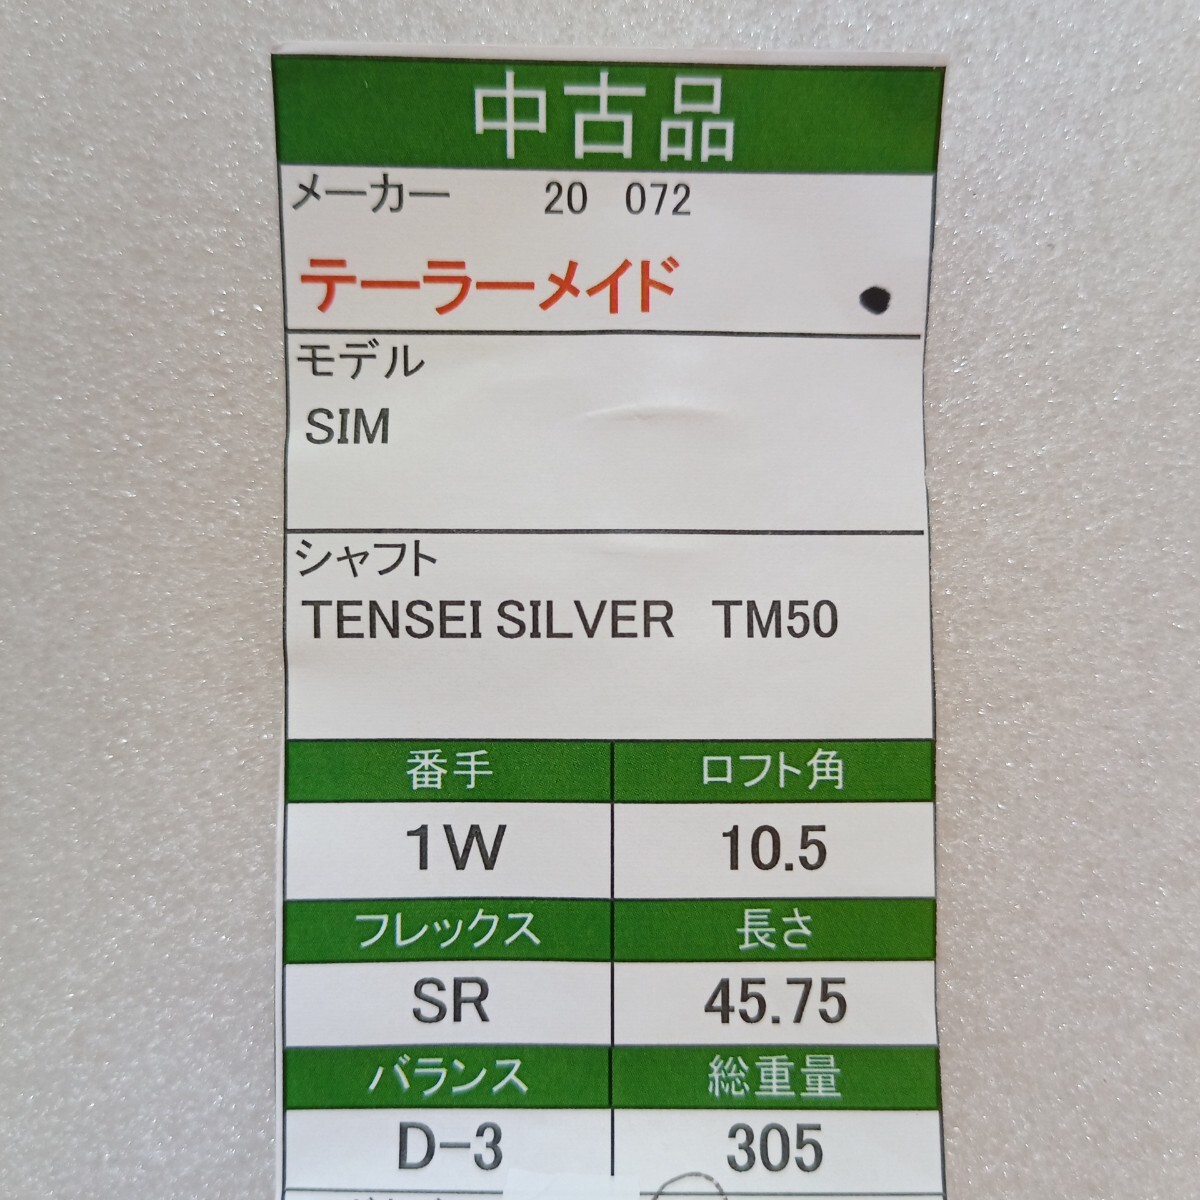 中古品
メーカー 20 072
テーラーメイド
モデル
SIM
シャフト
TENSEI SILVER TM50
番手 ロフト角
1W 10.5
フレックス 長さ
SR 45.75
バランス 総重量
D-3 305